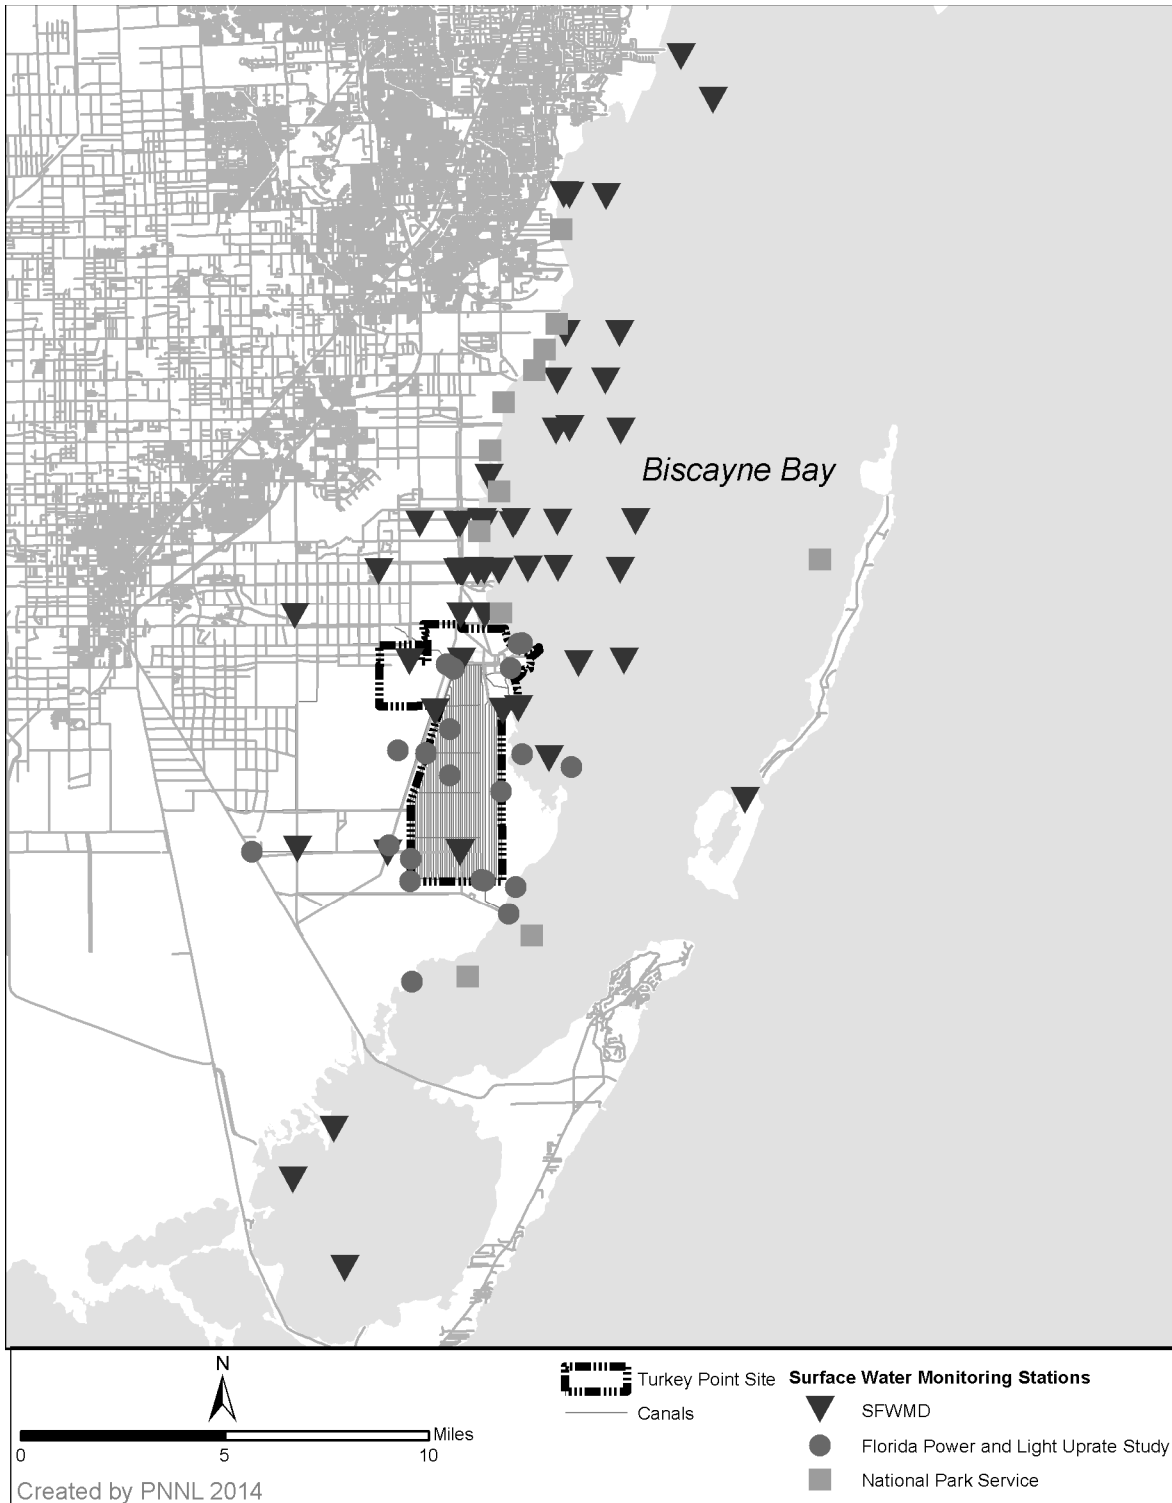 Biscayne Bay
N
Miles
0 5 10
Created by PNNL 2014
Turkey Point Site
Canals
Surface Water Monitoring Stations
SFWMD
Florida Power and Light Uprate Study
National Park Service